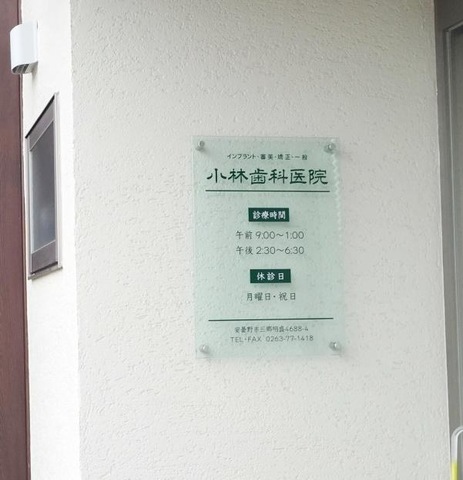 インプラント・審美・矯正・一般
小林歯科医院
診療時間
午前 9:00～1:00
午後 2:30～6:30
休診日
月曜日・祝日
安曇野市三郷明盛4688-4
TEL・FAX 0263-77-1418